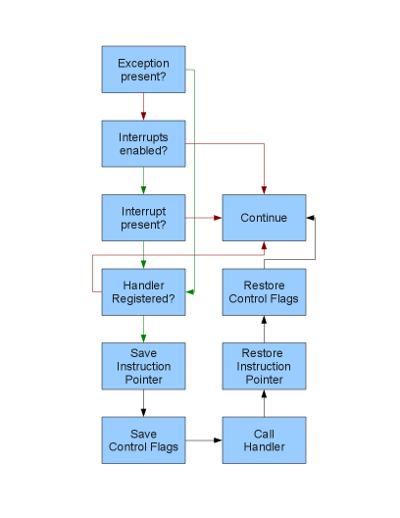 Exception
present?
Interrupts
enabled?
Interrupt
present?
Continue
Handler
Registered?
Restore
Control Flags
Save
Instruction
Pointer
Restore
Instruction
Pointer
Save
Control Flags
Call
Handler